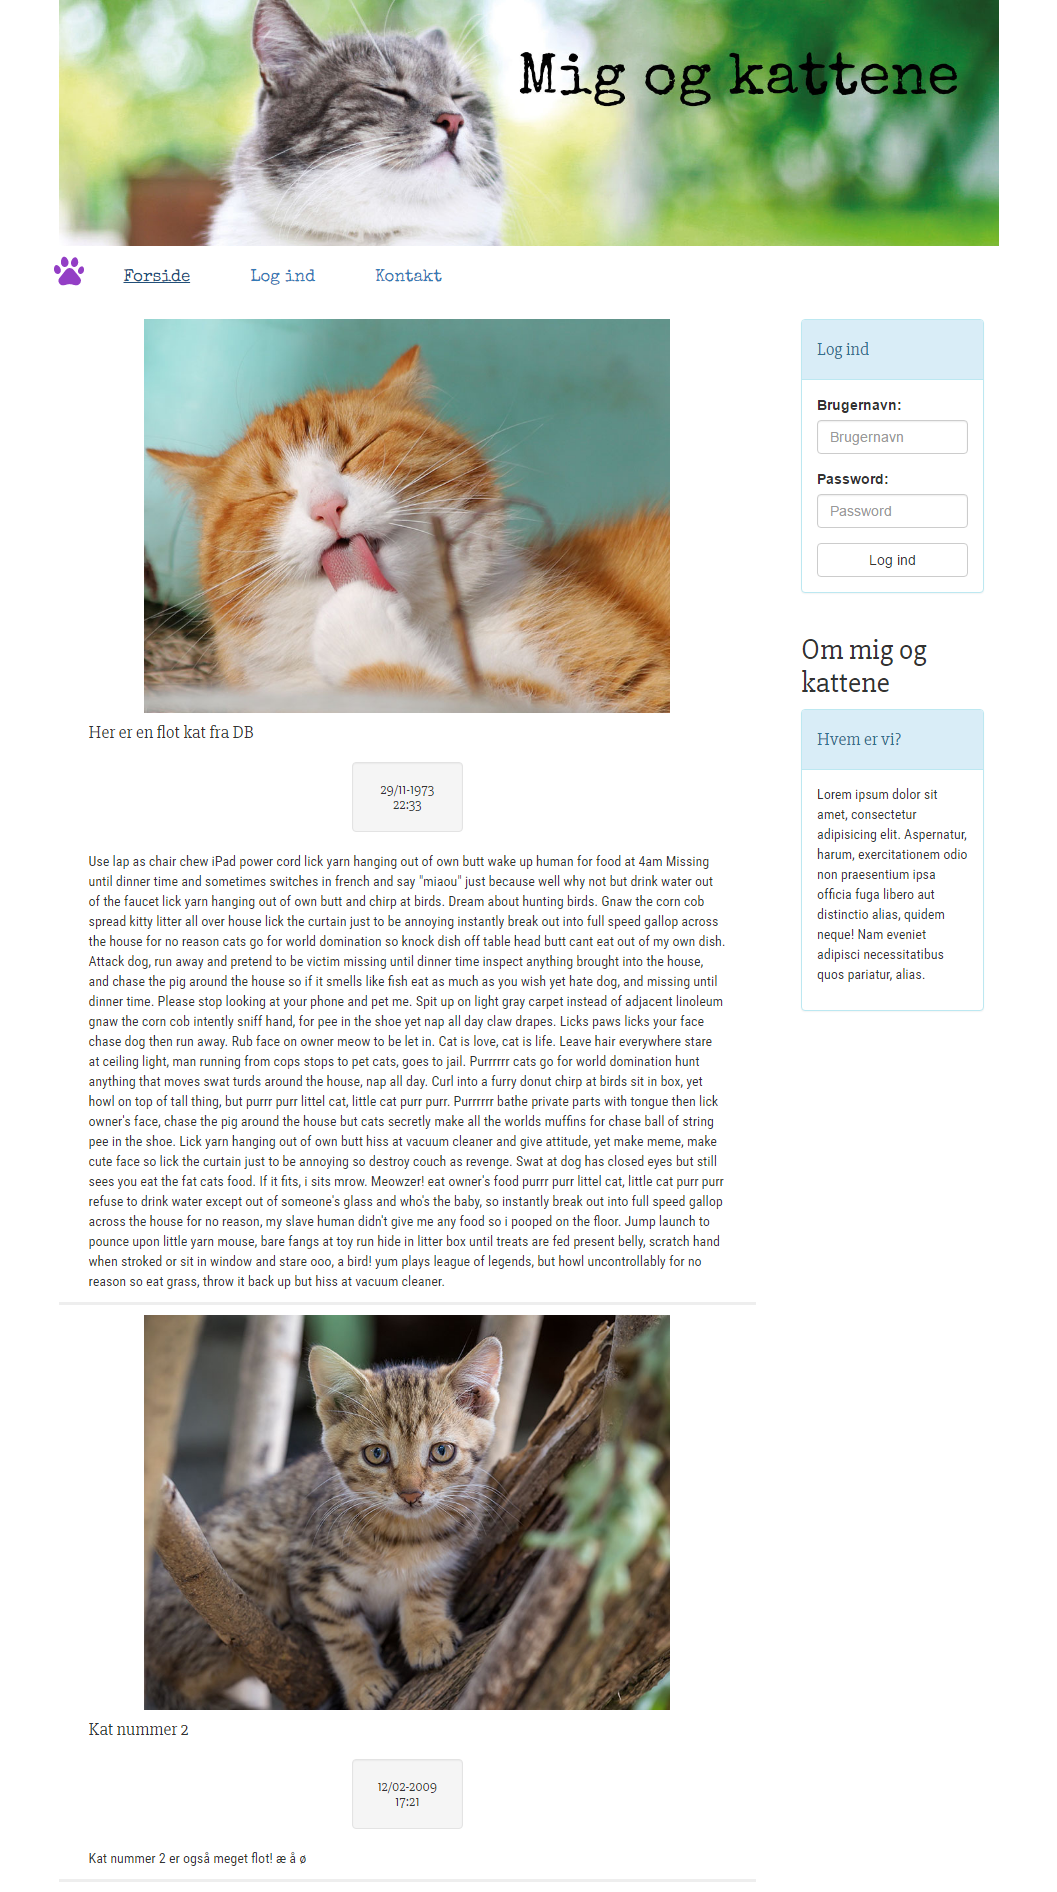 Mig og kattene
Forside
Log ind
Kontakt
Her er en flot kat fra DB
29/11-1973
22:33
Use lap as chair chew iPad power cord lick yarn hanging out of own butt wake up human for food at 4am Missing
until dinner time and sometimes switches in french and say "miaou" just because well why not but drink water out
of the faucet lick yarn hanging out of own butt and chirp at birds. Dream about hunting birds. Gnaw the corn cob
spread kitty litter all over house lick the curtain just to be annoying instantly break out into full speed gallop across
the house for no reason cats go for world domination so knock dish off table head butt cant eat out of my own dish.
Attack dog, run away and pretend to be victim missing until dinner time inspect anything brought into the house,
and chase the pig around the house so if it smells like fish eat as much as you wish yet hate dog, and missing until
dinner time. Please stop looking at your phone and pet me. Spit up on light gray carpet instead of adjacent linoleum
gnaw the corn cob intently sniff hand, for pee in the shoe yet nap all day claw drapes. Licks paws licks your face
chase dog then run away. Rub face on owner meow to be let in. Cat is love, cat is life. Leave hair everywhere stare
at ceiling light, man running from cops stops to pet cats, goes to jail. Purrrrrr cats go for world domination hunt
anything that moves swat turds around the house, nap all day. Curl into a furry donut chirp at birds sit in box, yet
howl on top of tall thing, but purrr purr littel cat, little cat purr purr. Purrrrrr bathe private parts with tongue then lick
owner's face, chase the pig around the house but cats secretly make all the worlds muffins for chase ball of string
pee in the shoe. Lick yarn hanging out of own butt hiss at vacuum cleaner and give attitude, yet make meme, make
cute face so lick the curtain just to be annoying so destroy couch as revenge. Swat at dog has closed eyes but still
sees you eat the fat cats food. If it fits, i sits mrow. Meowzer! eat owner's food purrr purr littel cat, little cat purr purr
refuse to drink water except out of someone's glass and who's the baby, so instantly break out into full speed gallop
across the house for no reason, my slave human didn't give me any food so i pooped on the floor. Jump launch to
pounce upon little yarn mouse, bare fangs at toy run hide in litter box until treats are fed present belly, scratch hand
when stroked or sit in window and stare ooo, a bird! yum plays league of legends, but howl uncontrollably for no
reason so eat grass, throw it back up but hiss at vacuum cleaner.
Kat nummer 2
12/02-2009
17:21
Kat nummer 2 er også meget flot! æ å ø
Log ind
Brugernavn:
Brugernavn
Password:
Password
Log ind
Om mig og
kattene
Hvem er vi?
Lorem ipsum dolor sit
amet, consectetur
adipisicing elit. Aspernatur,
harum, exercitationem odio
non praesentium ipsa
officia fuga libero aut
distinctio alias, quidem
neque! Nam eveniet
adipisci necessitatibus
quos pariatur, alias.